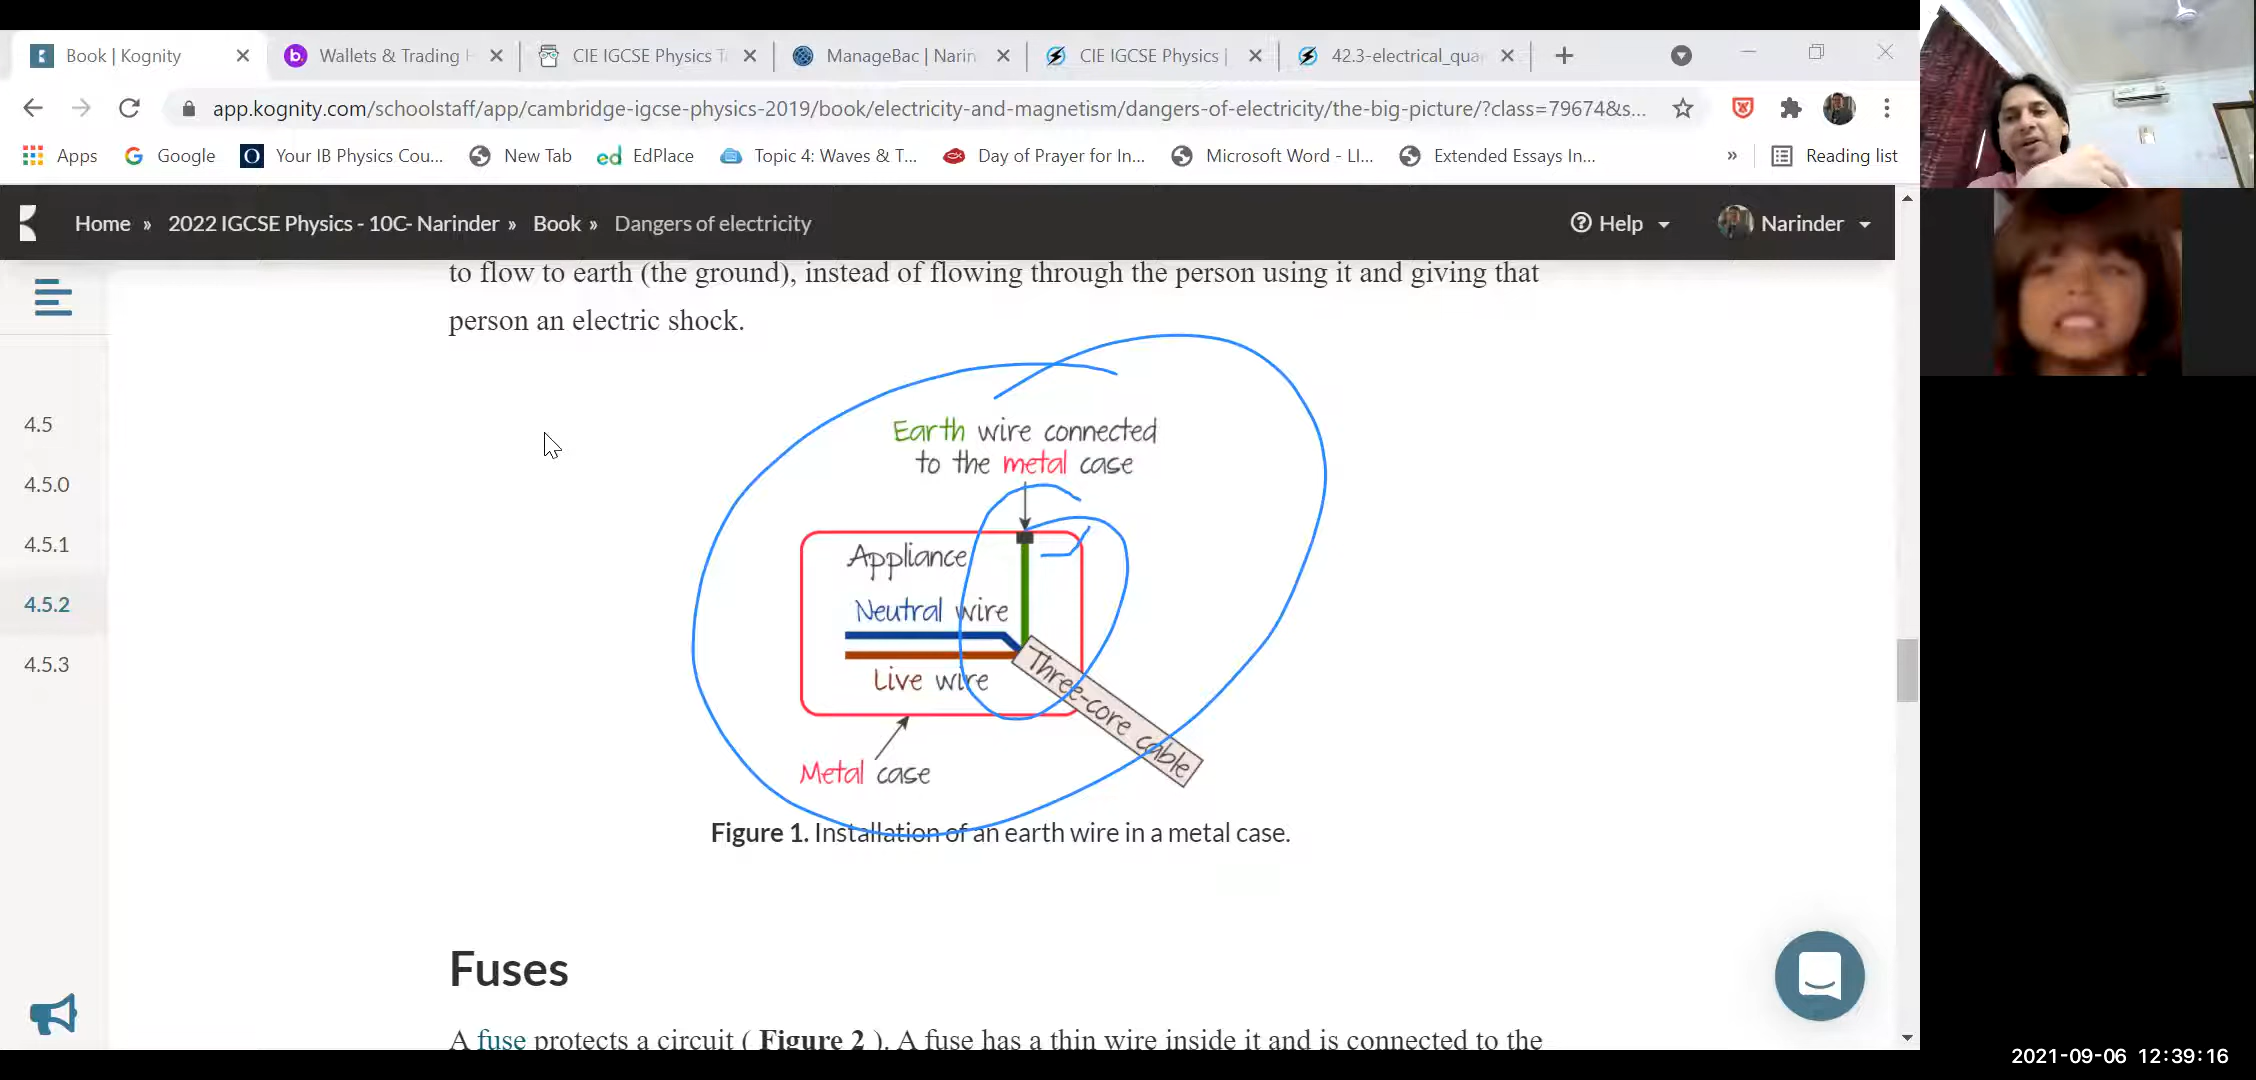 Book | Kognity
Wallets & Trading H
CIE IGCSE Physics T
ManageBac | Narin
CIE IGCSE Physics |
42.3-electrical_qua
app.kognity.com/schoolstaff/app/cambridge-igcse-physics-2019/book/electricity-and-magnetism/dangers-of-electricity/the-big-picture/?class=79674&s...
Apps
Google
Your IB Physics Cou...
New Tab
ed EdPlace
Topic 4: Waves & T...
Day of Prayer for In...
Microsoft Word - LI...
Extended Essays In...
»
Reading list
Home » 2022 IGCSE Physics - 10C- Narinder » Book » Dangers of electricity
Help
Narinder
to flow to earth (the ground), instead of flowing through the person using it and giving that
person an electric shock.
4.5
4.5.0
4.5.1
4.5.2
4.5.3
Earth wire connected
to the metal case
Appliance
Neutral wire
Live wire
Three-core cable
Metal case
Figure 1. Installation of an earth wire in a metal case.
Fuses
A fuse protects a circuit ( Figure 2 ). A fuse has a thin wire inside it and is connected to the
2021-09-06 12:39:16